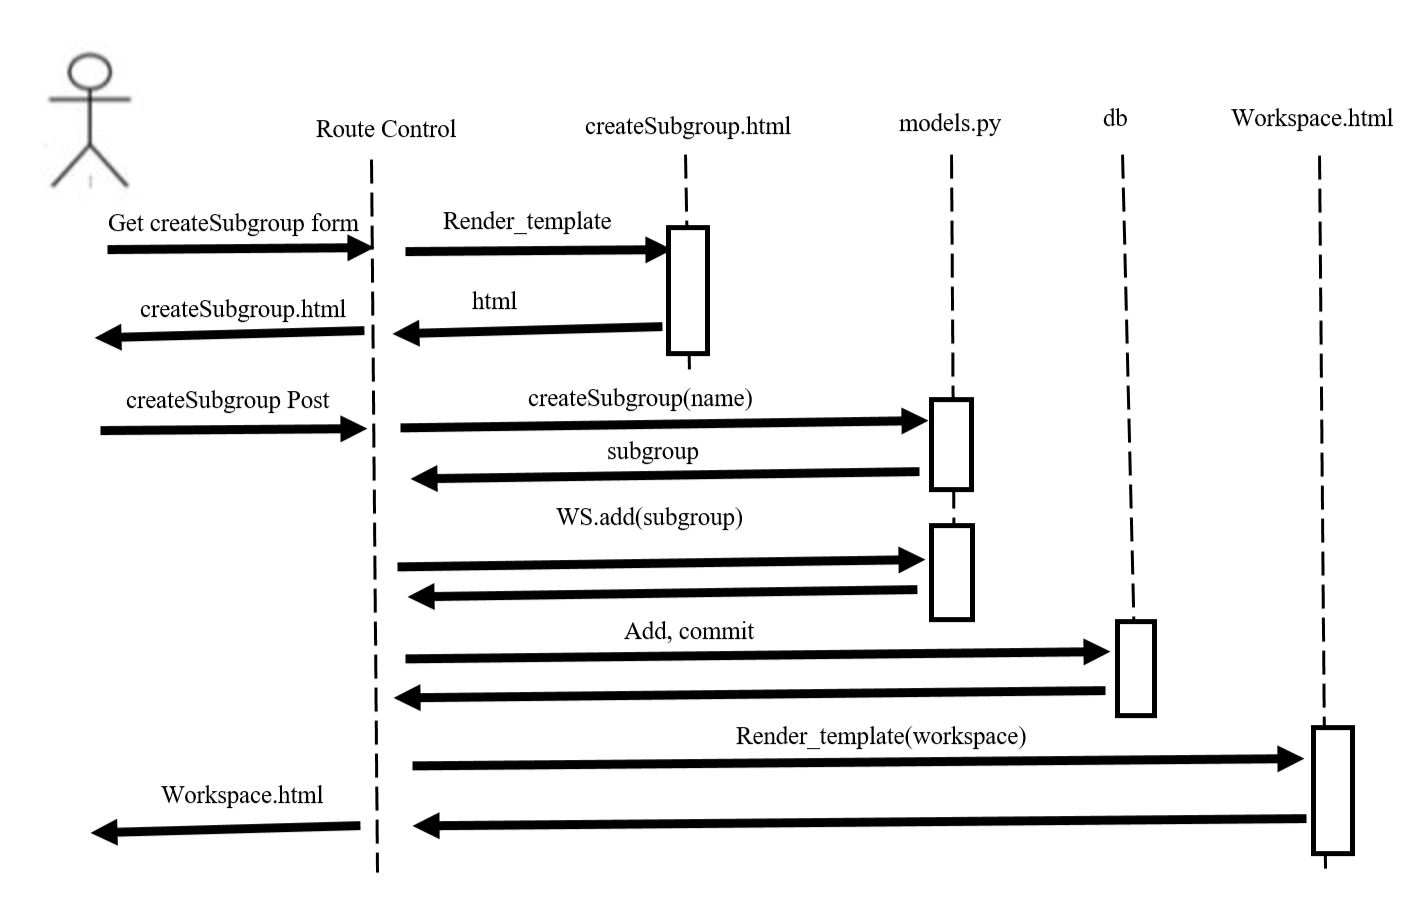 Route Control
createSubgroup.html
models.py
db
Workspace.html
Get createSubgroup form
Render_template
createSubgroup.html
html
createSubgroup Post
createSubgroup(name)
subgroup
WS.add(subgroup)
Add, commit
Render_template(workspace)
Workspace.html